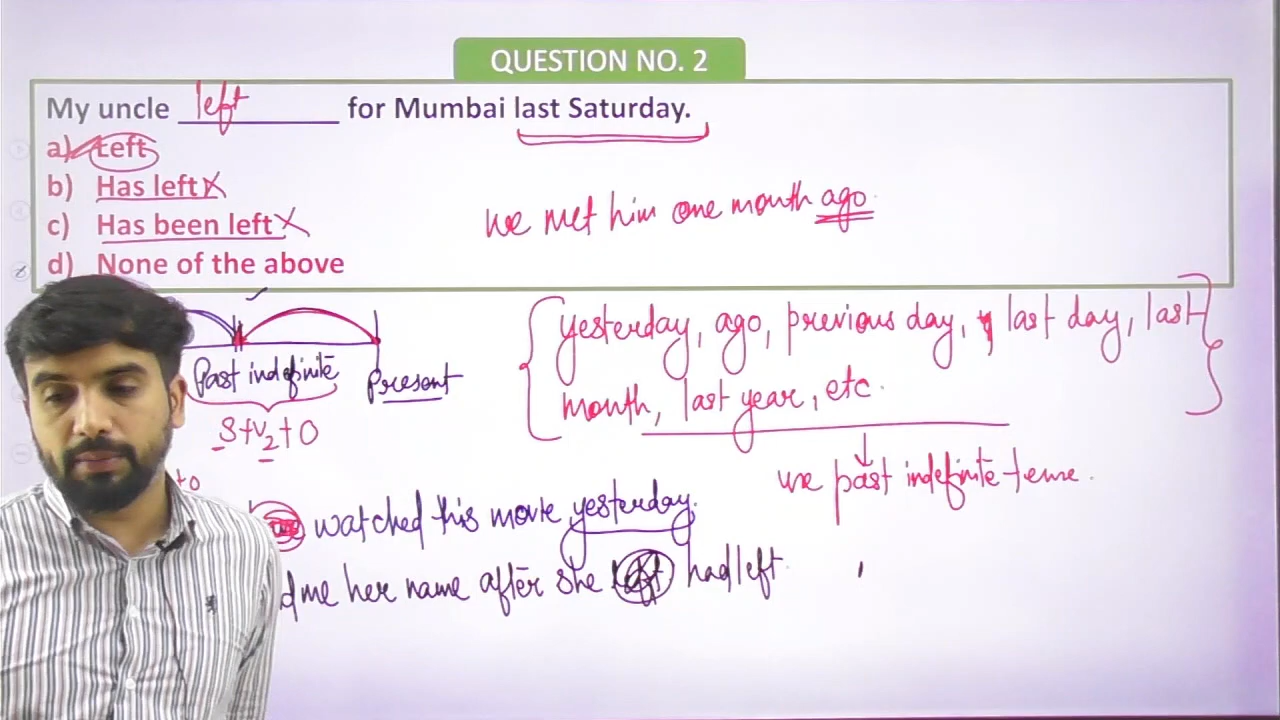 QUESTION NO. 2
My uncle left for Mumbai last Saturday.
a) Left
b) Has left
c) Has been left
d) None of the above
we met him one month ago.
Past indefinite
Present
S+V2+O
+o
yesterday, ago, previous day, last day, last
month, last year, etc.
use past indefinite tense.
watched this movie yesterday.
d me her name after she had left.